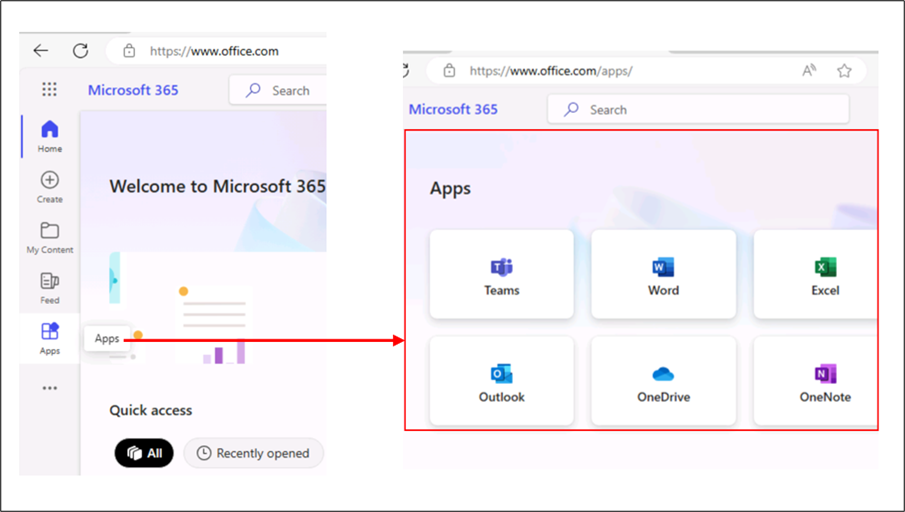 https://www.office.com
Microsoft 365
Search
Home
Create
My Content
Feed
Apps
Welcome to Microsoft 365
Apps
Quick access
All
Recently opened
https://www.office.com/apps/
A
Microsoft 365
Search
Apps
Teams
Word
Excel
Outlook
OneDrive
OneNote